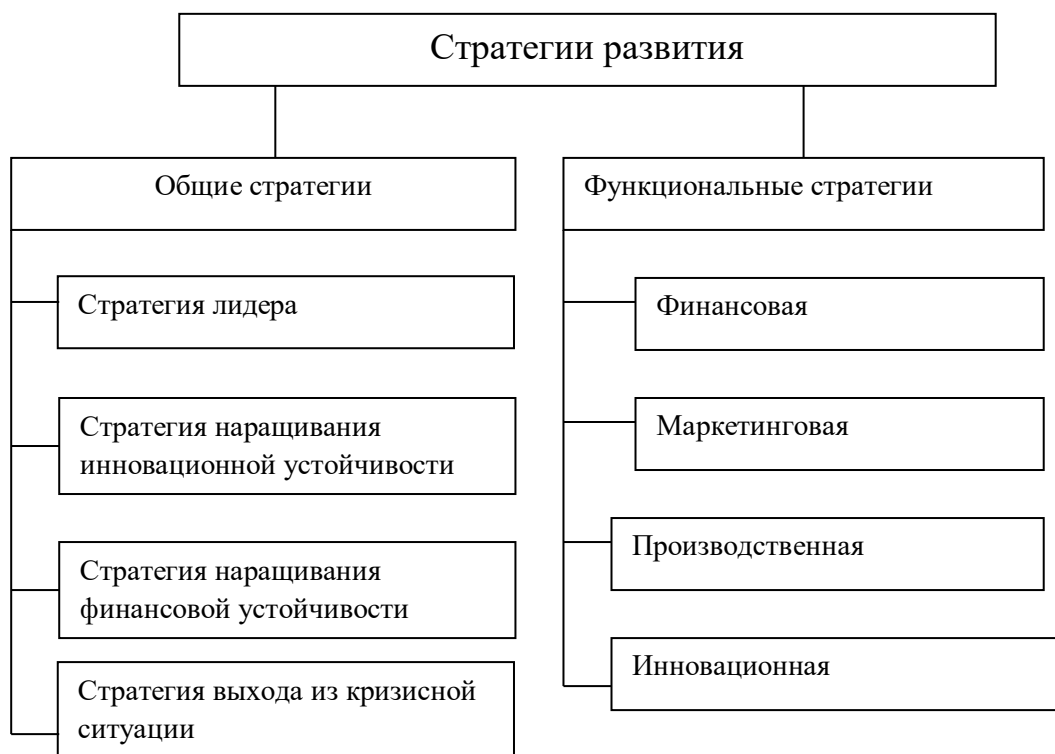 Стратегии развития
Общие стратегии
Стратегия лидера
Стратегия наращивания
инновационной устойчивости
Стратегия наращивания
финансовой устойчивости
Стратегия выхода из кризисной
ситуации
Функциональные стратегии
Финансовая
Маркетинговая
Производственная
Инновационная